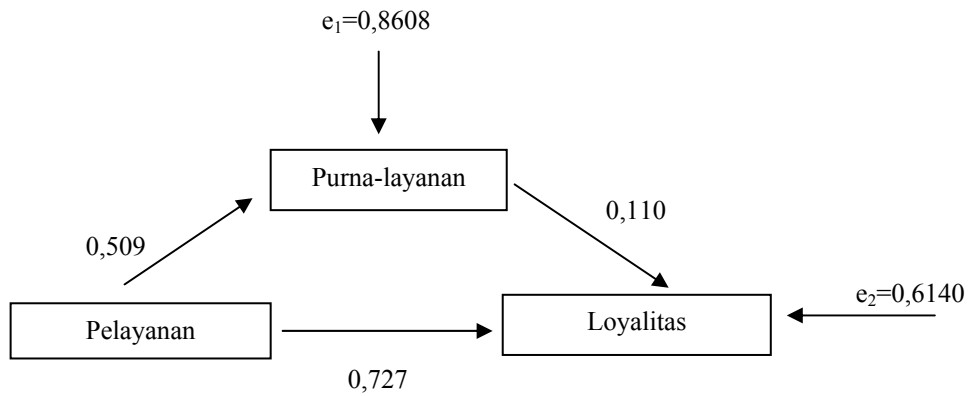 e₁=0,8608
Purna-layanan
0,509
0,110
e₂=0,6140
Pelayanan
Loyalitas
0,727